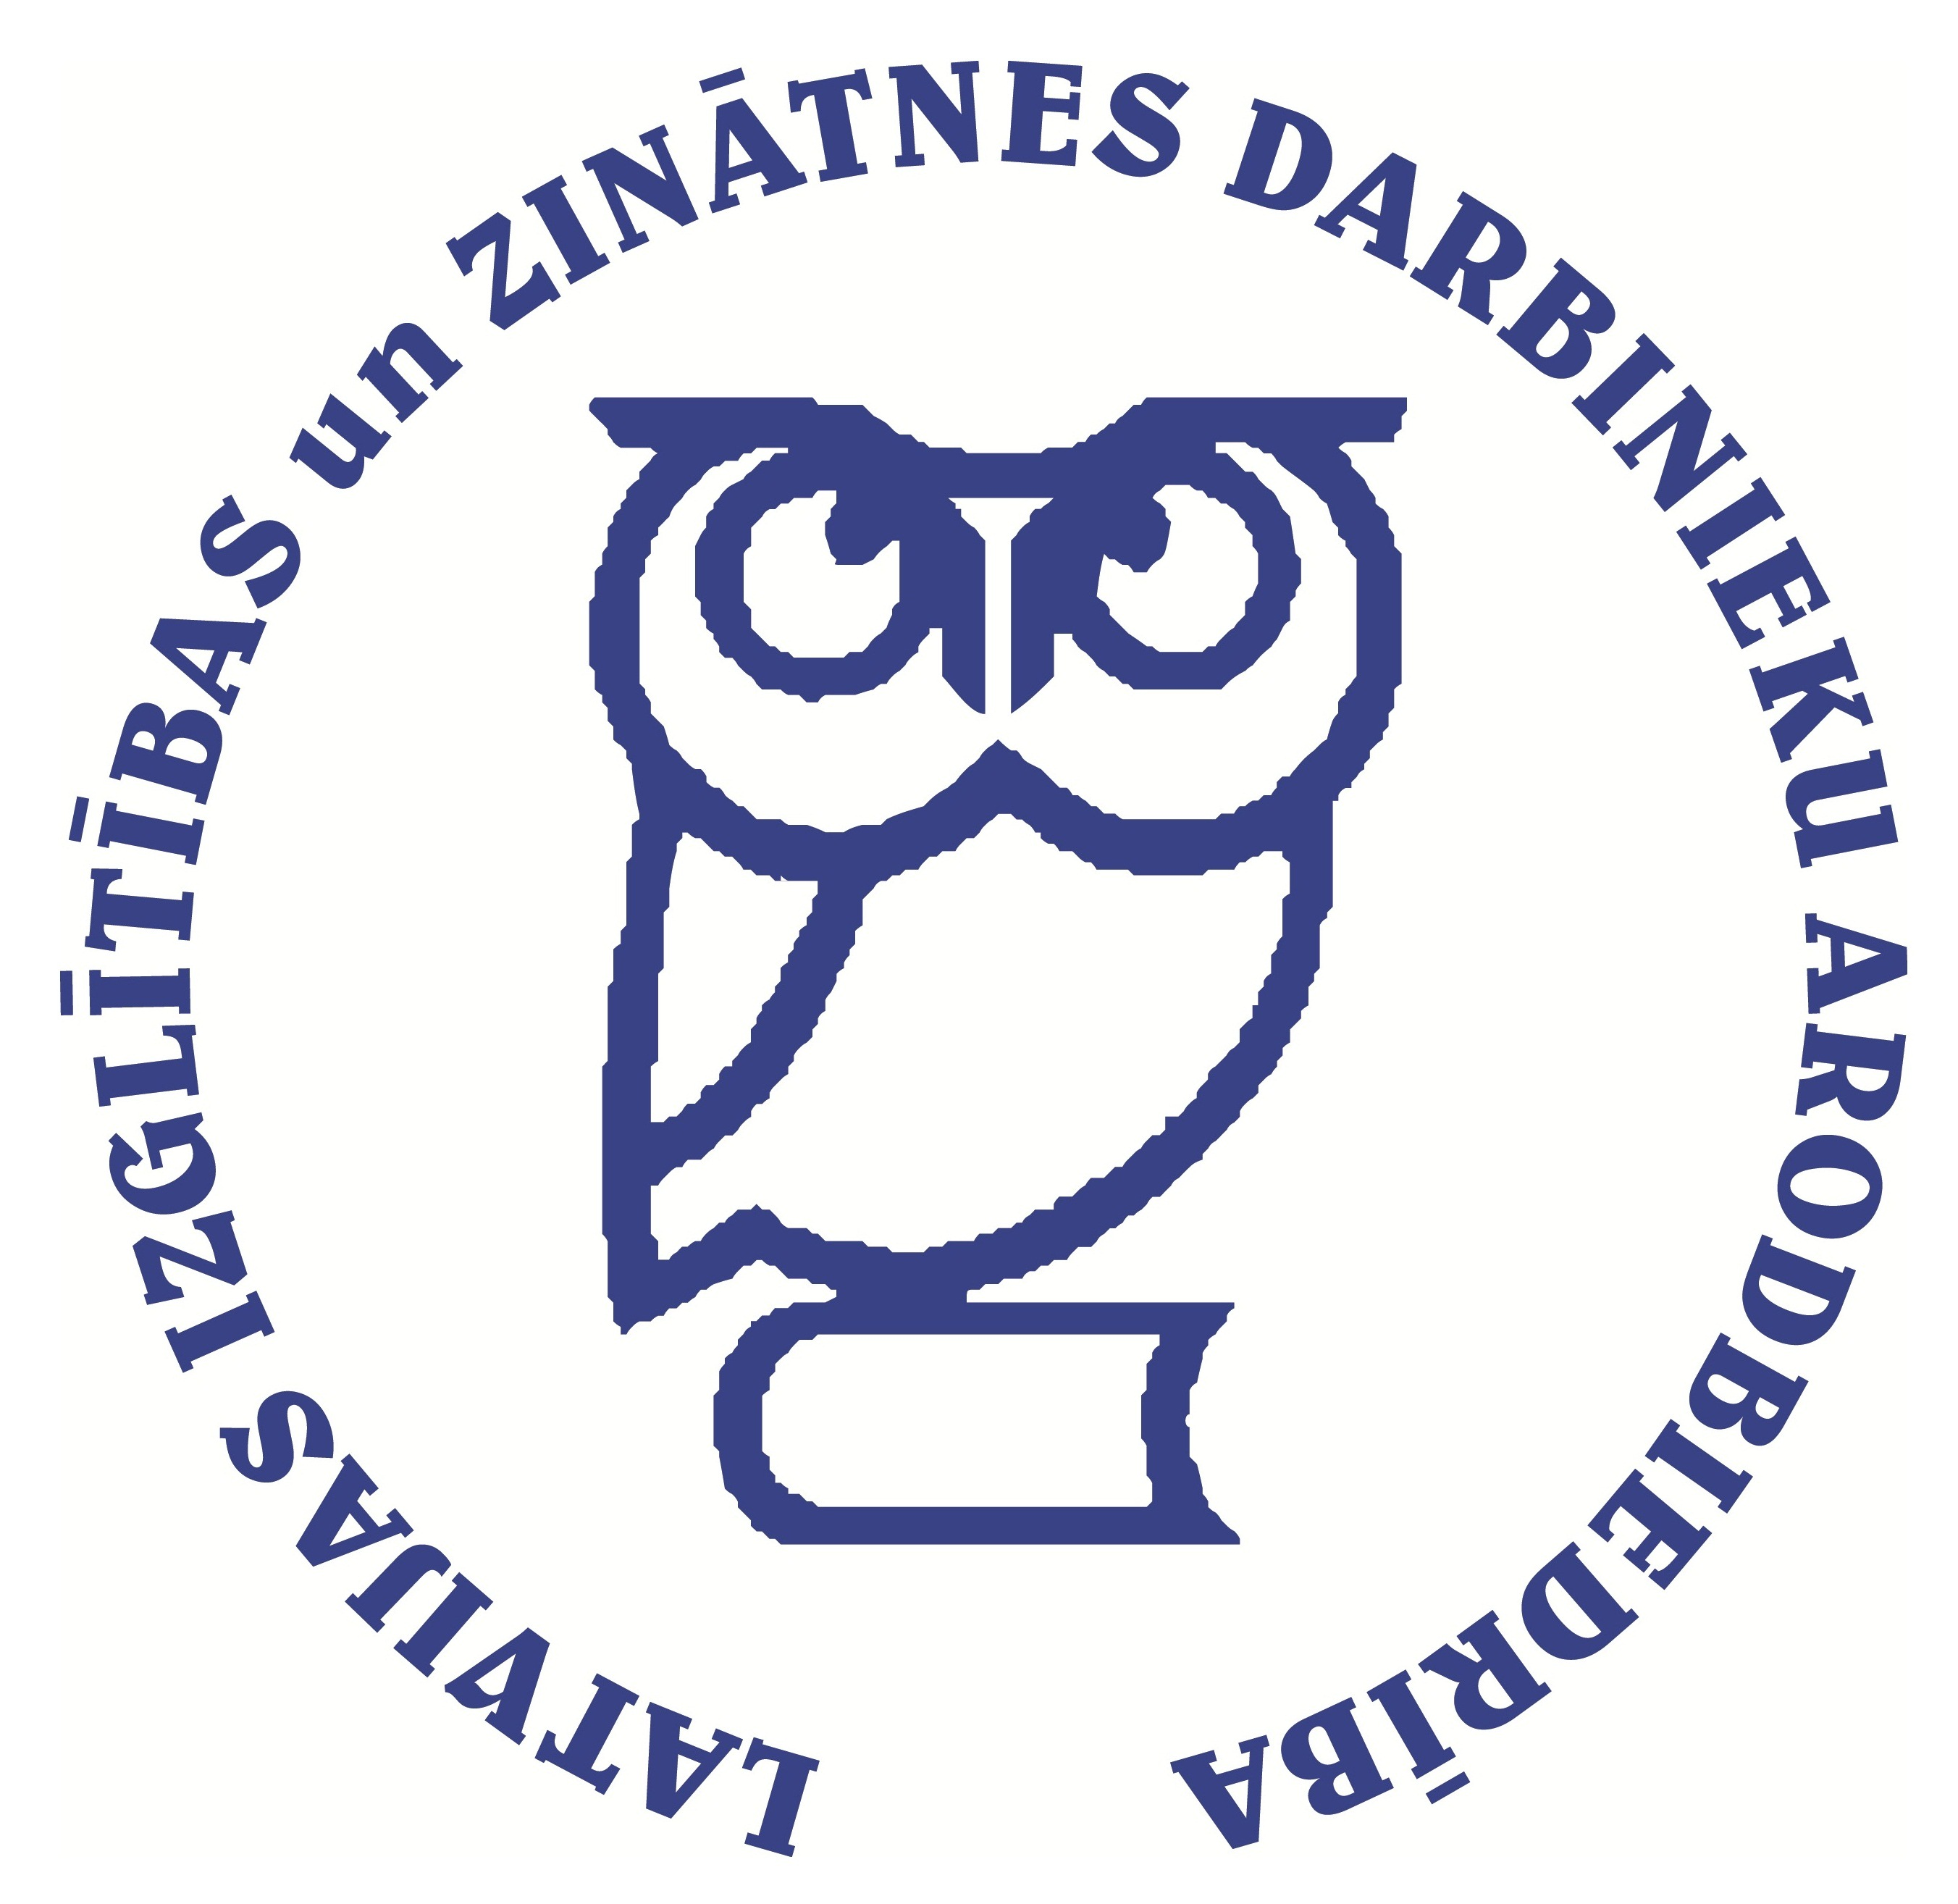 LATVIJAS IZGLĪTĪBAS un ZINĀTNES DARBINIEKU ARODBIEDRĪBA